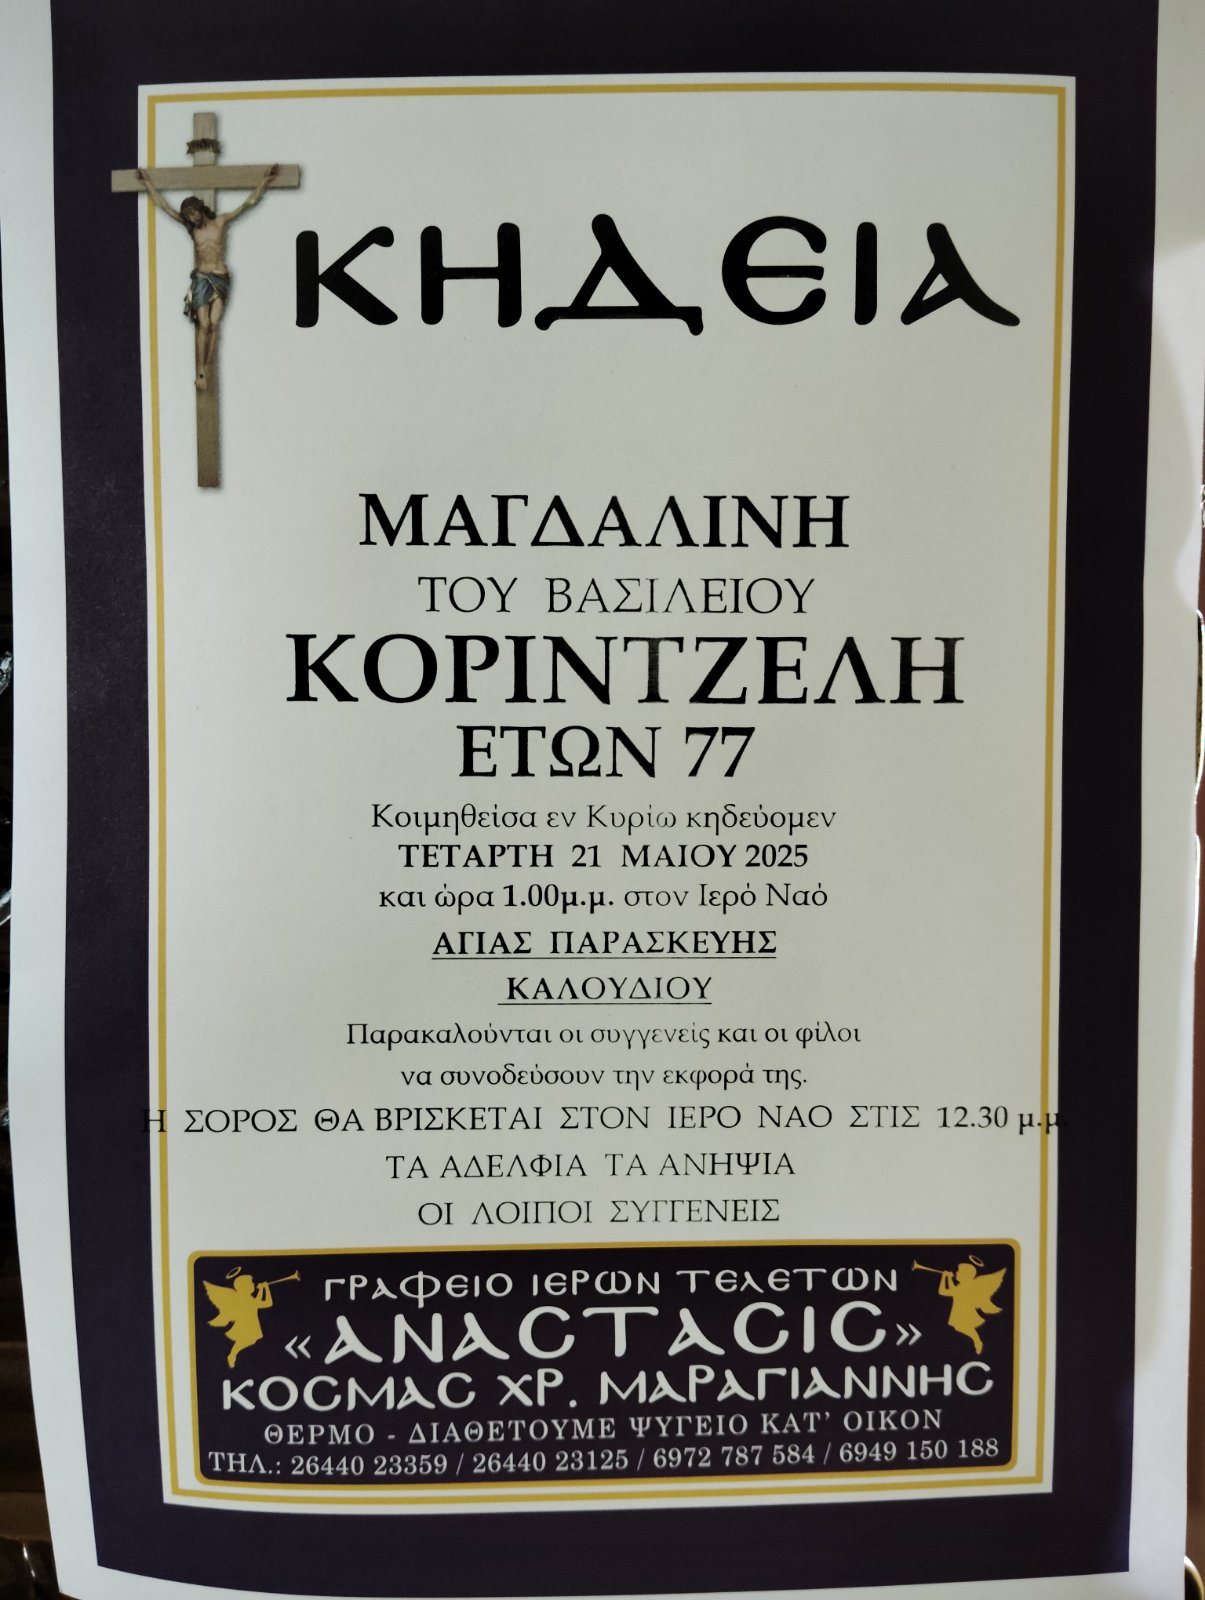 ΚΗΔΕΙΑ
ΜΑΓΔΑΛΙΝΗ
ΤΟΥ ΒΑΣΙΛΕΙΟΥ
ΚΟΡΙΝΤΖΕΛΗ
ΕΤΩΝ 77
Κοιμηθείσα εν Κυρίω κηδεύομεν
ΤΕΤΑΡΤΗ 21 ΜΑΙΟΥ 2025
και ώρα 1.00μ.μ. στον Ιερό Ναό
ΑΓΙΑΣ ΠΑΡΑΣΚΕΥΗΣ
ΚΑΛΟΥΔΙΟΥ
Παρακαλούνται οι συγγενείς και οι φίλοι
να συνοδεύσουν την εκφορά της.
Η ΣΟΡΟΣ ΘΑ ΒΡΙΣΚΕΤΑΙ ΣΤΟΝ ΙΕΡΟ ΝΑΟ ΣΤΙΣ 12.30 μ.μ.
ΤΑ ΑΔΕΛΦΙΑ ΤΑ ΑΝΗΨΙΑ
ΟΙ ΛΟΙΠΟΙ ΣΥΓΓΕΝΕΙΣ
ΓΡΑΦΕΙΟ ΙΕΡΩΝ ΤΕΛΕΤΩΝ
«ΑΝΑCΤΑCΙC»
ΚΟCΜΑC ΧΡ. ΜΑΡΑΓΙΑΝΝΗC
ΘΕΡΜΟ - ΔΙΑΘΕΤΟΥΜΕ ΨΥΓΕΙΟ ΚΑΤ' ΟΙΚΟΝ
ΤΗΛ.: 26440 23359 / 26440 23125 / 6972 787 584 / 6949 150 188